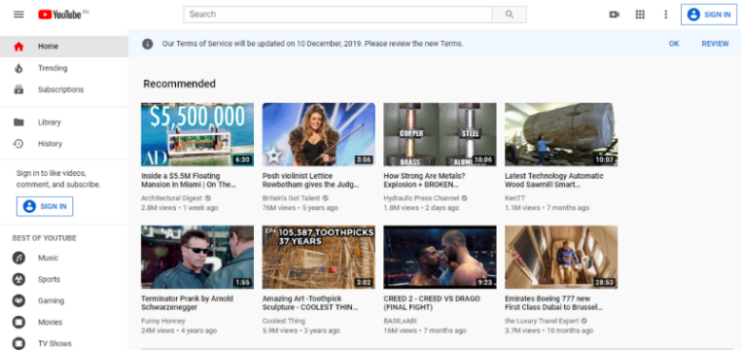 YouTube
Search
SIGN IN
Home
Trending
Subscriptions
Library
History
Sign in to like videos,
comment, and subscribe.
SIGN IN
BEST OF YOUTUBE
Music
Sports
Gaming
Movies
TV Shows
Our Terms of Service will be updated on 10 December, 2019. Please review the new Terms.
OK
REVIEW
Recommended
$5,500,000
AD
6:30
Inside a $5.5M Floating
Mansion in Miami | On The...
Architectural Digest
2.8M views • 1 week ago
3:56
Posh violinist Lettice
Rowbotham gives the Judg...
Britain's Got Talent
76M views • 5 years ago
COPPER
STEEL
BRASS
10:06
How Strong Are Metals?
Explosion + BROKEN...
Hydraulic Press Channel
1.8M views • 2 days ago
10:07
Latest Technology Automatic
Wood Sawmill Smart...
KenTT
1.1M views • 7 months ago
1:55
Terminator Prank by Arnold
Schwarzenegger
Funny Honney
24M views • 4 years ago
105,387 TOOTHPICKS
37 YEARS
3:02
Amazing Art -Toothpick
Sculpture - COOLEST THIN...
Coolest Thing
5.9M views • 3 years ago
9:23
CREED 2 - CREED VS DRAGO
(FINAL FIGHT)
16M views • 7 months ago
28:53
Emirates Boeing 777 new
First Class Dubai to Brussel...
the Luxury Travel Expert
3.7M views • 10 months ago